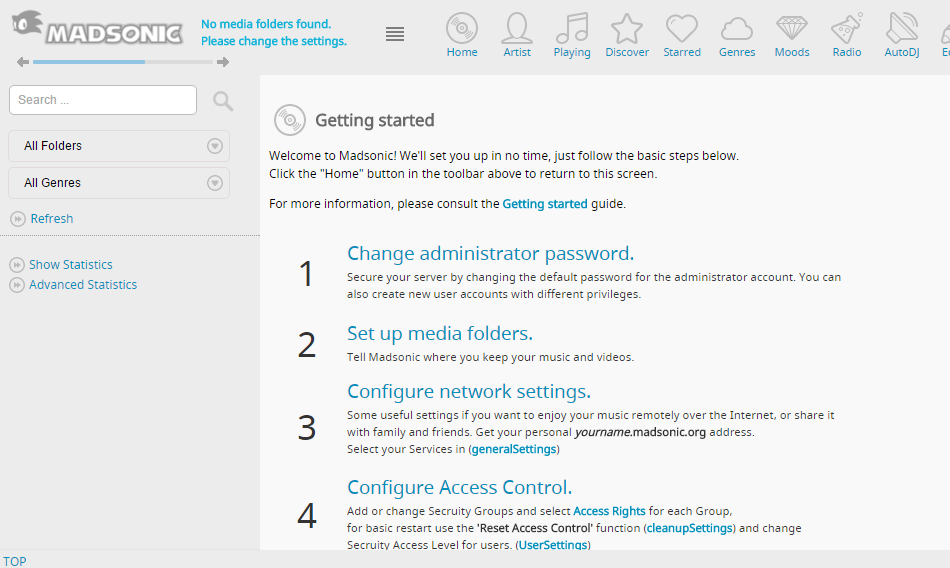 MADSONIC
No media folders found.
Please change the settings.
Home
Artist
Playing
Discover
Starred
Genres
Moods
Radio
AutoDJ
Search ...
All Folders
All Genres
Refresh
Show Statistics
Advanced Statistics
Getting started
Welcome to Madsonic! We'll set you up in no time, just follow the basic steps below.
Click the "Home" button in the toolbar above to return to this screen.
For more information, please consult the Getting started guide.
1
Change administrator password.
Secure your server by changing the default password for the administrator account. You can
also create new user accounts with different privileges.
2
Set up media folders.
Tell Madsonic where you keep your music and videos.
3
Configure network settings.
Some useful settings if you want to enjoy your music remotely over the Internet, or share it
with family and friends. Get your personal yourname.madsonic.org address.
Select your Services in (generalSettings)
4
Configure Access Control.
Add or change Secruity Groups and select Access Rights for each Group,
for basic restart use the 'Reset Access Control' function (cleanupSettings) and change
Secruity Access Level for users. (UserSettings)
TOP